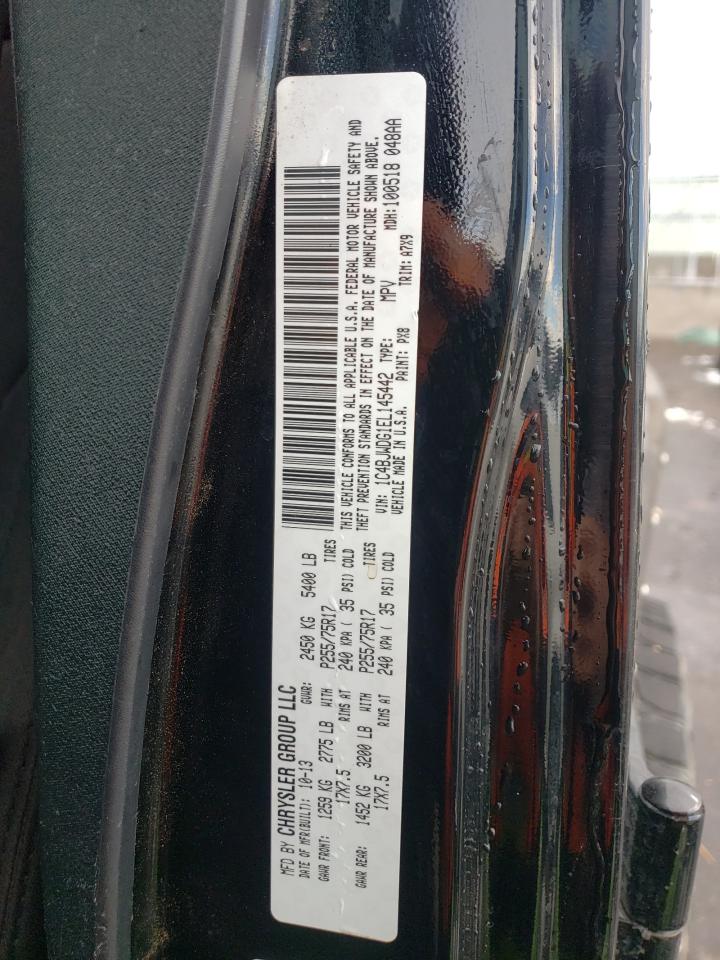 MFD BY CHRYSLER GROUP LLC
DATE OF MFR(BUILT): 10-13 GVWR: 2450 KG 5400 LB
GAWR FRONT: 1259 KG 2775 LB WITH P255/75R17 TIRES
17X7.5 RIMS AT 240 KPA ( 35 PSI) COLD
GAWR REAR: 1452 KG 3200 LB WITH P255/75R17 TIRES
17X7.5 RIMS AT 240 KPA ( 35 PSI) COLD
THIS VEHICLE CONFORMS TO ALL APPLICABLE U.S.A. FEDERAL MOTOR VEHICLE SAFETY AND
THEFT PREVENTION STANDARDS IN EFFECT ON THE DATE OF MANUFACTURE SHOWN ABOVE.
VIN: 1C4BJWDG1EL145442 TYPE: MPV MDH:100518 048AA
VEHICLE MADE IN U.S.A. PAINT: PX8 TRIM: A7X9